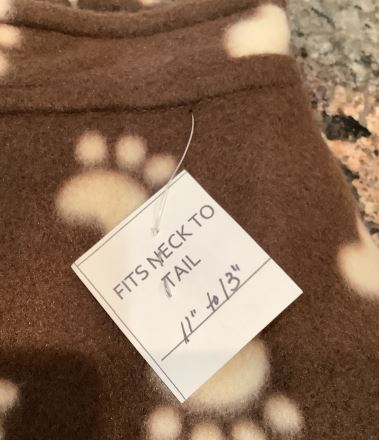 FITS NECK TO
TAIL
11" to 13"